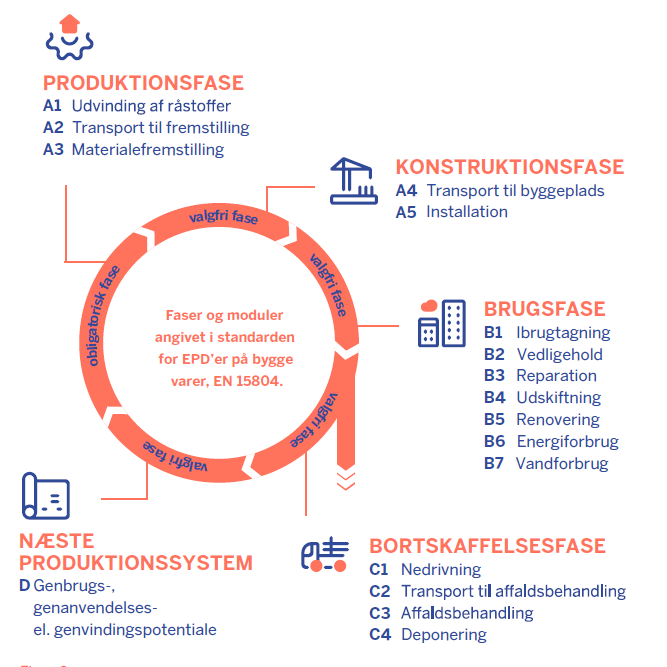 PRODUKTIONSFASE
A1 Udvinding af råstoffer
A2 Transport til fremstilling
A3 Materialefremstilling
KONSTRUKTIONSFASE
A4 Transport til byggeplads
A5 Installation
valgfri fase
valgfri fase
obligatorisk fase
Faser og moduler
angivet i standarden
for EPD'er på bygge
varer, EN 15804.
BRUGSFASE
B1 Ibrugtagning
B2 Vedligehold
B3 Reparation
B4 Udskiftning
B5 Renovering
B6 Energiforbrug
B7 Vandforbrug
valgfri fase
valgfri fase
NÆSTE
PRODUKTIONSSYSTEM
D Genbrugs-,
genanvendelses-
el. genvindingspotentiale
BORTSKAFFELSESFASE
C1 Nedrivning
C2 Transport til affaldsbehandling
C3 Affaldsbehandling
C4 Deponering